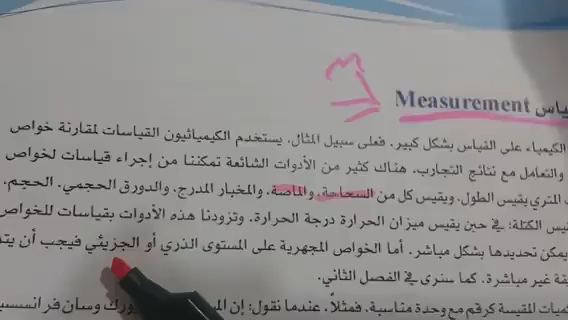 ياس Measurement
الكيمياء على القياس بشكل كبير. فعلى سبيل المثال، يستخدم الكيميائيون القياسات لمقارنة خواص
والتعامل مع نتائج التجارب. هناك كثير من الأدوات الشائعة تمكننا من إجراء قياسات لخواص
المتري يقيس الطول. ويقيس كل من السحاحة، والماصة، والمخبار المدرج، والدورق الحجمي، الحجم.
الكتلة؛ في حين يقيس ميزان الحرارة درجة الحرارة. وتزودنا هذه الأدوات بقياسات للخواص
يمكن تحديدها بشكل مباشر. أما الخواص المجهرية على المستوى الذري أو الجزيئي فيجب أن
قة غير مباشرة. كما سنرى في الفصل الثاني.
ميات المقيسة كرقم مع وحدة مناسبة. فمثلاً، عندما نقول: إن